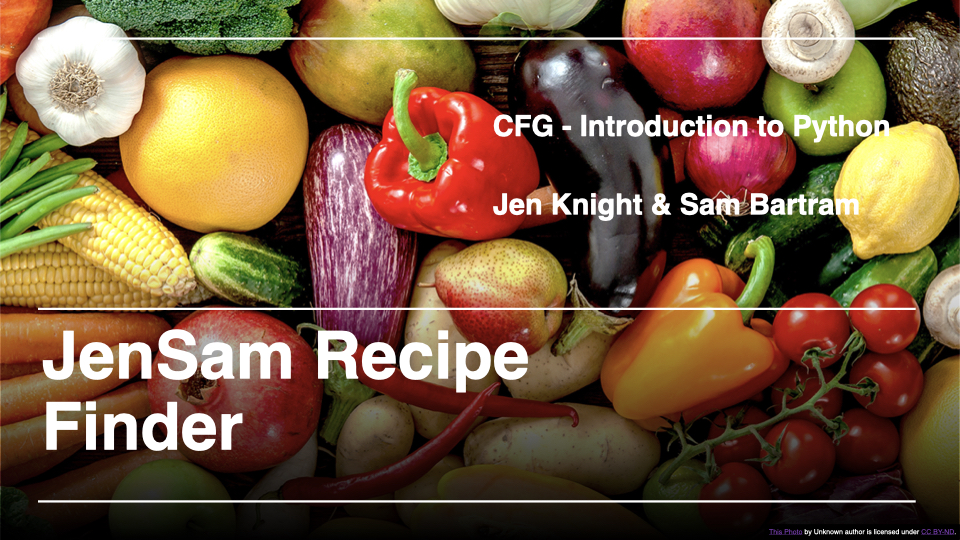 CFG - Introduction to Python
Jen Knight & Sam Bartram
JenSam Recipe
Finder
This Photo by Unknown author is licensed under CC BY-ND.